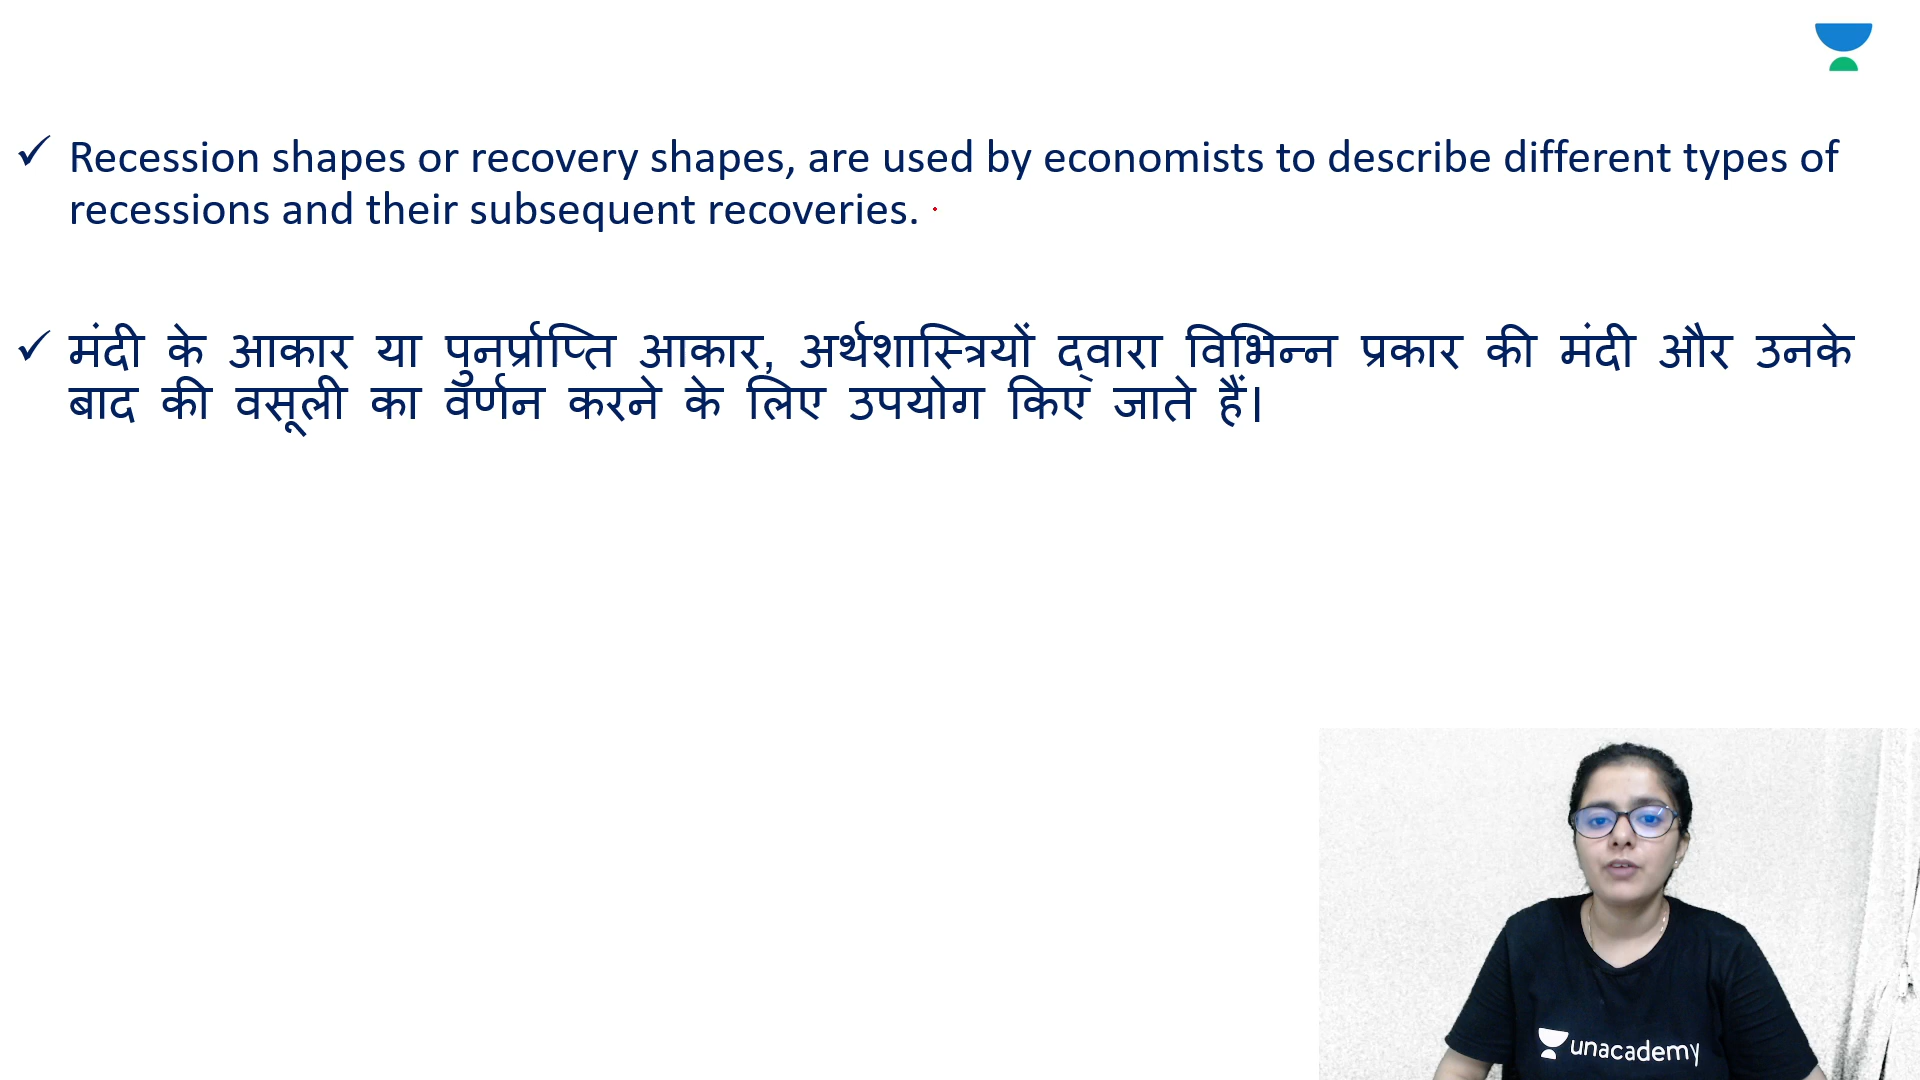 Recession shapes or recovery shapes, are used by economists to describe different types of
recessions and their subsequent recoveries.
मंदी के आकार या पुनर्प्राप्ति आकार, अर्थशास्त्रियों द्वारा विभिन्न प्रकार की मंदी और उनके
बाद की वसूली का वर्णन करने के लिए उपयोग किए जाते हैं।
unacademy